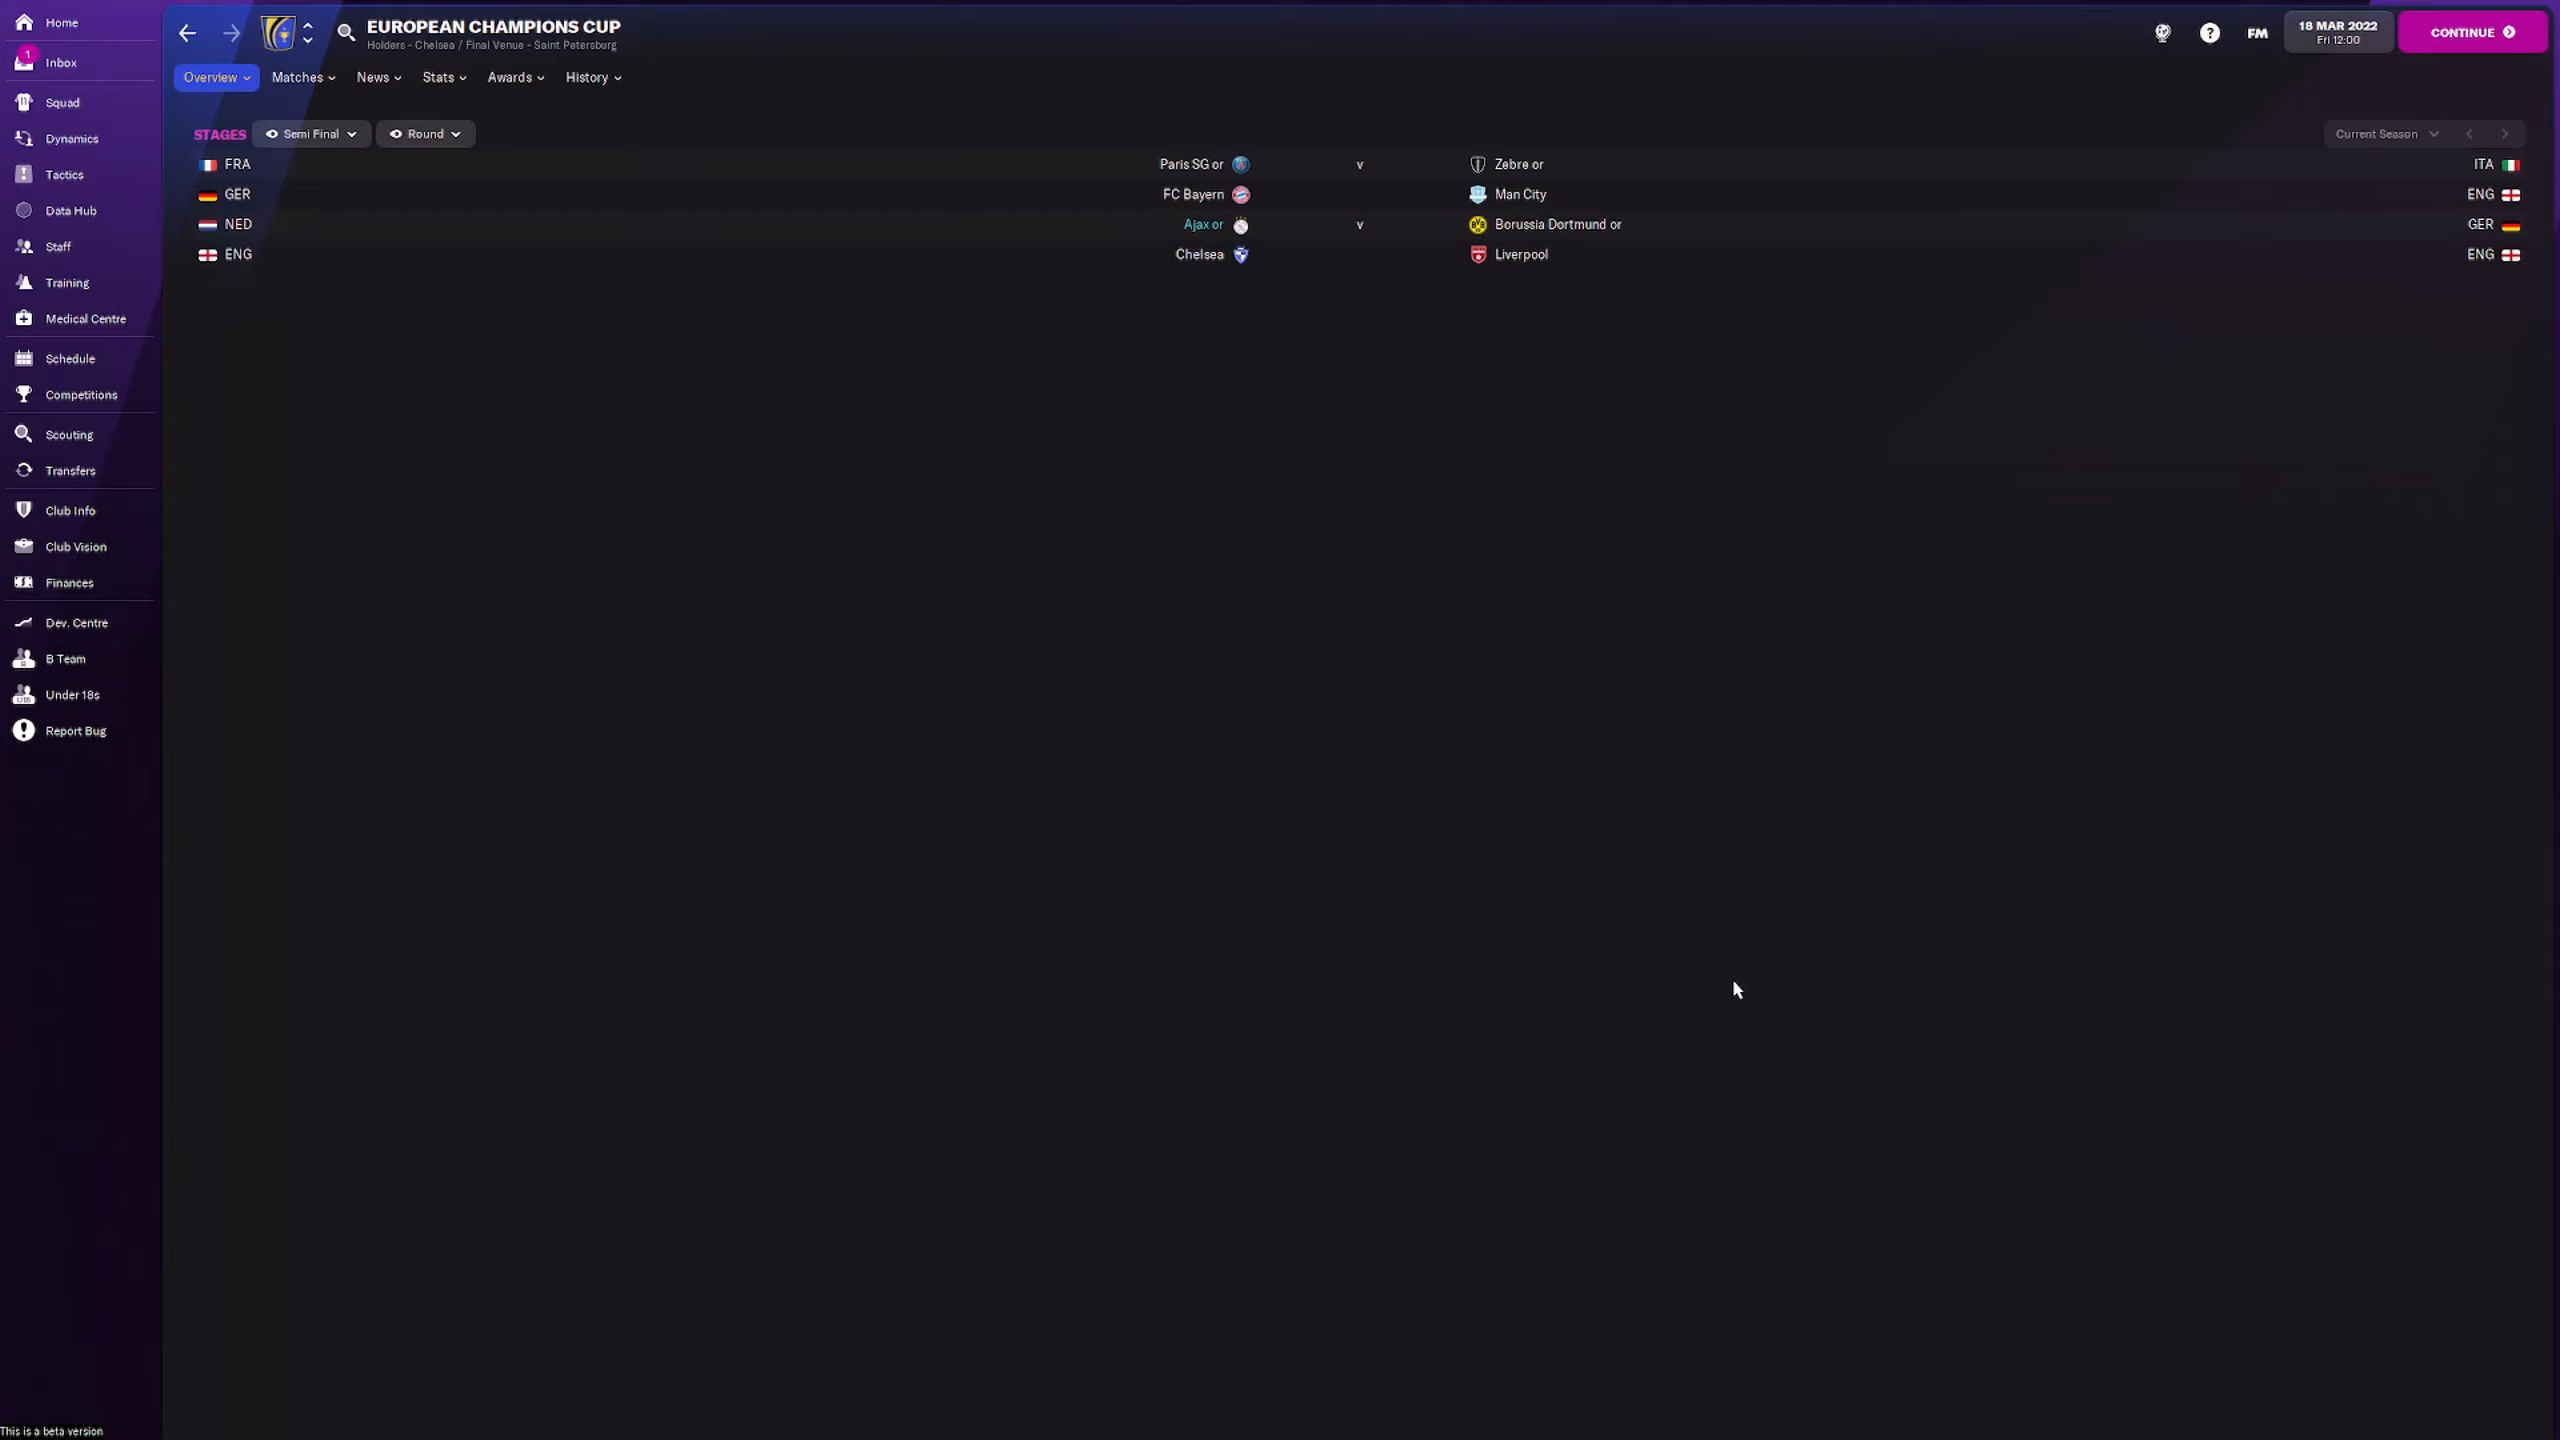 Home
1
Inbox
Squad
Dynamics
Tactics
Data Hub
Staff
Training
Medical Centre
Schedule
Competitions
Scouting
Transfers
Club Info
Club Vision
Finances
Dev. Centre
B Team
Under 18s
Report Bug
This is a beta version
EUROPEAN CHAMPIONS CUP
Holders - Chelsea / Final Venue - Saint Petersburg
? FM
18 MAR 2022
Fri 12:00
CONTINUE
Overview Matches News Stats Awards History
STAGES Semi Final Round Current Season
FRA Paris SG or v Zebre or ITA
GER FC Bayern Man City ENG
NED Ajax or v Borussia Dortmund or GER
ENG Chelsea Liverpool ENG